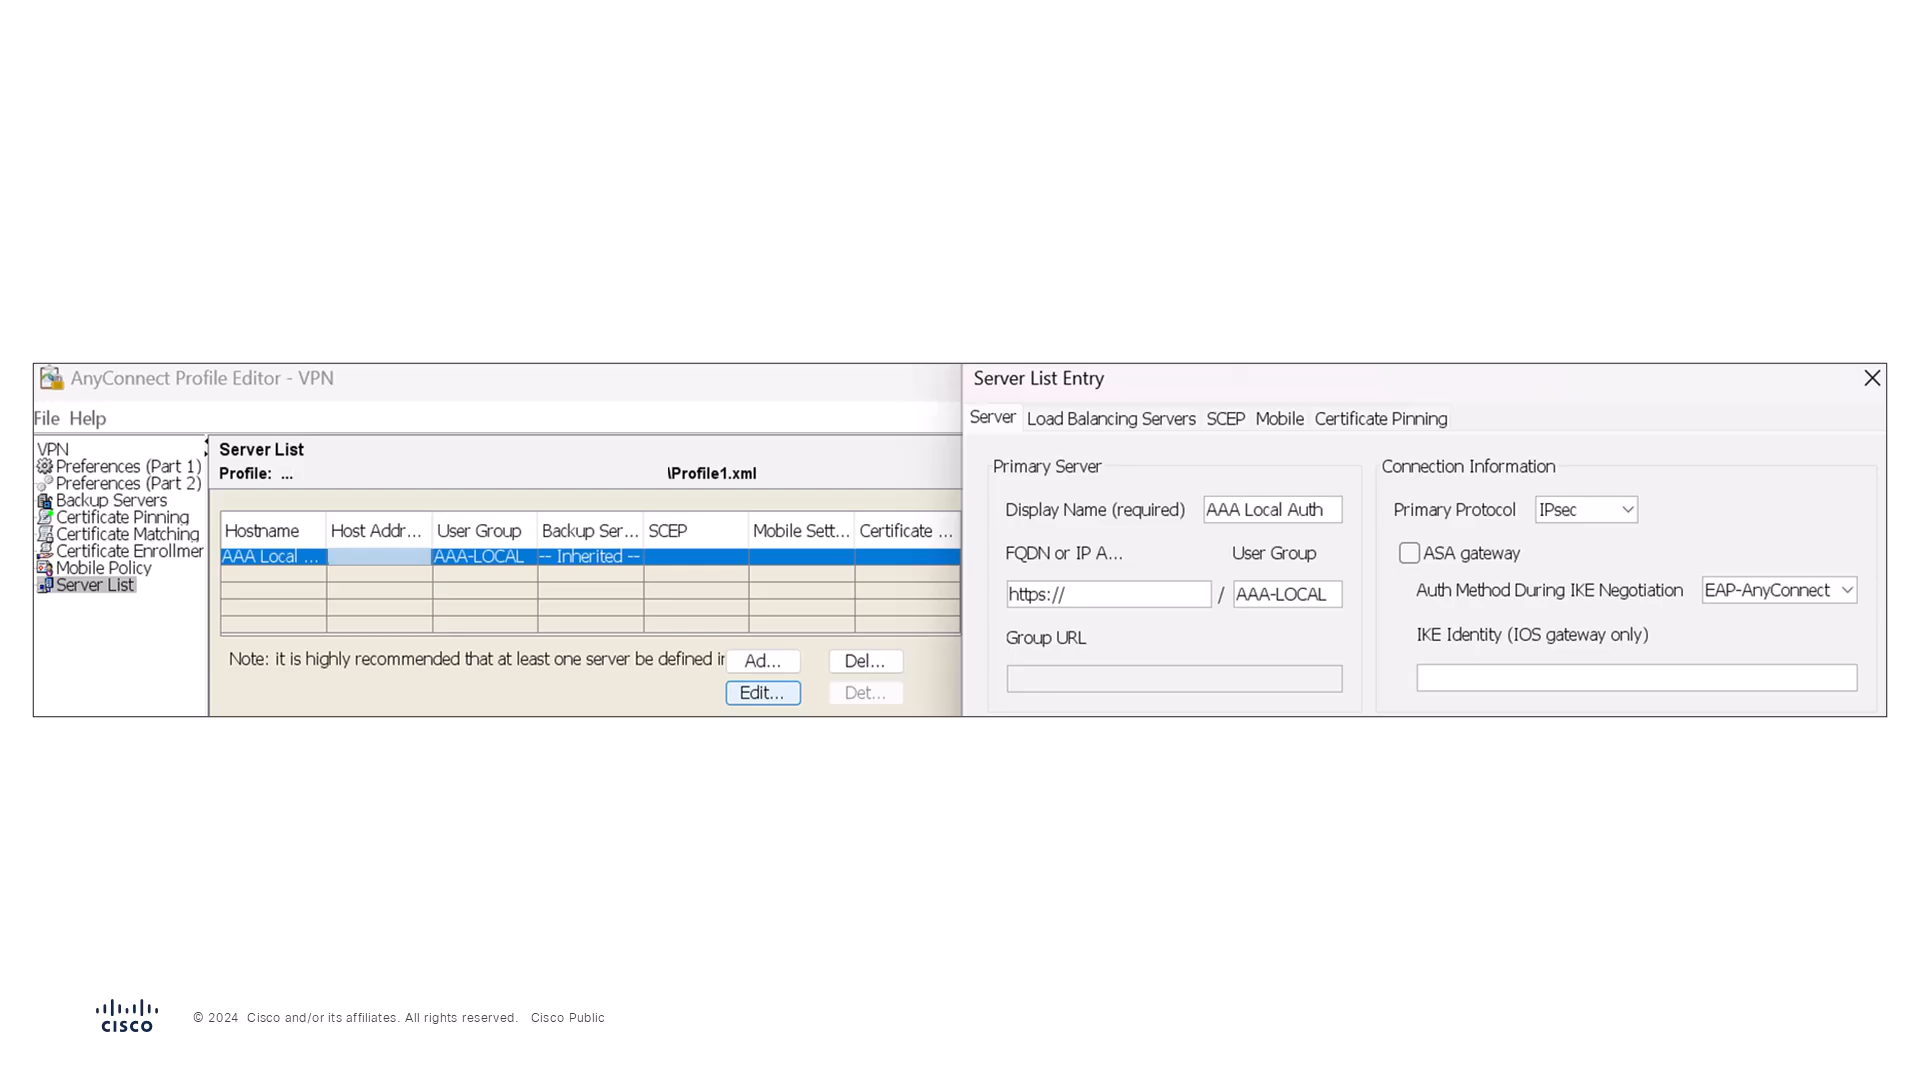 AnyConnect Profile Editor - VPN
File Help
VPN
Preferences (Part 1)
Preferences (Part 2)
Backup Servers
Certificate Pinning
Certificate Matching
Certificate Enrollmer
Mobile Policy
Server List
Server List
Profile: ... \Profile1.xml
Hostname Host Addr... User Group Backup Ser... SCEP Mobile Sett... Certificate ...
AAA Local ... AAA-LOCAL -- Inherited --
Note: it is highly recommended that at least one server be defined in
Ad... Del...
Edit... Det...
Server List Entry
Server Load Balancing Servers SCEP Mobile Certificate Pinning
Primary Server
Display Name (required) AAA Local Auth
FQDN or IP A... User Group
https:// / AAA-LOCAL
Group URL
Connection Information
Primary Protocol IPsec
ASA gateway
Auth Method During IKE Negotiation EAP-AnyConnect
IKE Identity (IOS gateway only)
CISCO
© 2024 Cisco and/or its affiliates. All rights reserved. Cisco Public